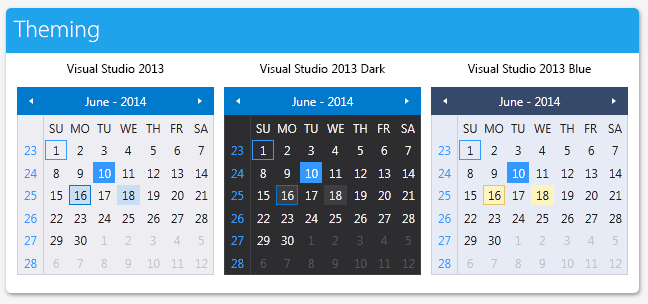 Theming
Visual Studio 2013
June - 2014
SU MO TU WE TH FR SA
23 1 2 3 4 5 6 7
24 8 9 10 11 12 13 14
25 15 16 17 18 19 20 21
26 22 23 24 25 26 27 28
27 29 30 1 2 3 4 5
28 6 7 8 9 10 11 12
Visual Studio 2013 Dark
June - 2014
SU MO TU WE TH FR SA
23 1 2 3 4 5 6 7
24 8 9 10 11 12 13 14
25 15 16 17 18 19 20 21
26 22 23 24 25 26 27 28
27 29 30 1 2 3 4 5
28 6 7 8 9 10 11 12
Visual Studio 2013 Blue
June - 2014
SU MO TU WE TH FR SA
23 1 2 3 4 5 6 7
24 8 9 10 11 12 13 14
25 15 16 17 18 19 20 21
26 22 23 24 25 26 27 28
27 29 30 1 2 3 4 5
28 6 7 8 9 10 11 12